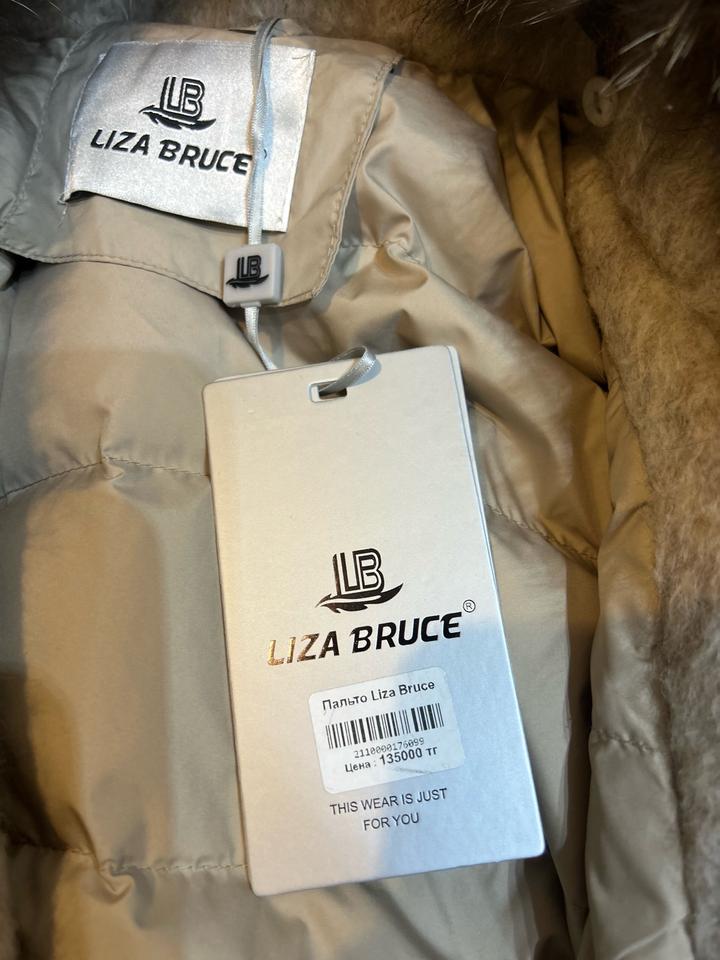 LB
LIZA BRUCE
LB
LB
LIZA BRUCE®
Пальто Liza Bruce
2110000176099
Цена : 135000 тг
THIS WEAR IS JUST
FOR YOU